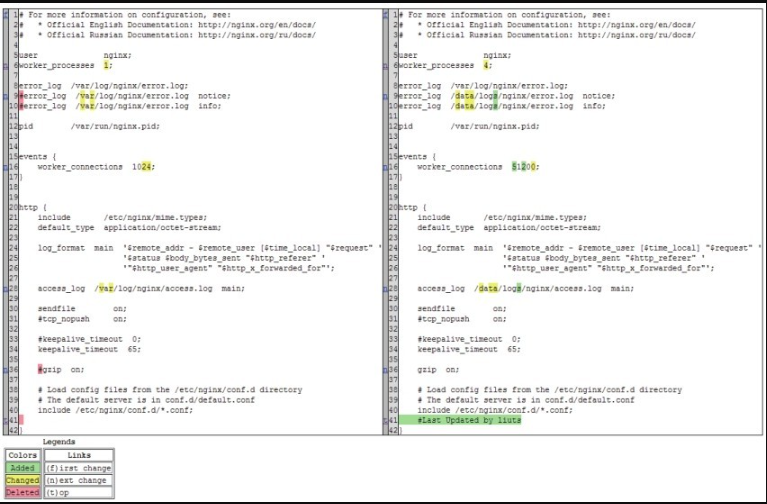 f 1# For more information on configuration, see:
2#   * Official English Documentation: http://nginx.org/en/docs/
3#   * Official Russian Documentation: http://nginx.org/ru/docs/
4
5user              nginx;
n 6worker_processes  1;
7
8error_log  /var/log/nginx/error.log;
n 9#error_log  /var/log/nginx/error.log  notice;
10#error_log  /var/log/nginx/error.log  info;
11
12pid        /var/run/nginx.pid;
13
14
15events {
n16    worker_connections  1024;
17}
18
19
20http {
21    include       /etc/nginx/mime.types;
22    default_type  application/octet-stream;
23
24    log_format  main  '$remote_addr - $remote_user [$time_local] "$request" '
25                      '$status $body_bytes_sent "$http_referer" '
26                      '"$http_user_agent" "$http_x_forwarded_for"';
27
n28    access_log  /var/log/nginx/access.log  main;
29
30    sendfile        on;
31    #tcp_nopush     on;
32
33    #keepalive_timeout  0;
34    keepalive_timeout  65;
35
n36    #gzip  on;
37
38    # Load config files from the /etc/nginx/conf.d directory
39    # The default server is in conf.d/default.conf
40    include /etc/nginx/conf.d/*.conf;
t41
42}
f 1# For more information on configuration, see:
2#   * Official English Documentation: http://nginx.org/en/docs/
3#   * Official Russian Documentation: http://nginx.org/ru/docs/
4
5user              nginx;
n 6worker_processes  4;
7
8error_log  /var/log/nginx/error.log;
n 9error_log  /data/logs/nginx/error.log  notice;
10error_log  /data/logs/nginx/error.log  info;
11
12pid        /var/run/nginx.pid;
13
14
15events {
n16    worker_connections  51200;
17}
18
19
20http {
21    include       /etc/nginx/mime.types;
22    default_type  application/octet-stream;
23
24    log_format  main  '$remote_addr - $remote_user [$time_local] "$request" '
25                      '$status $body_bytes_sent "$http_referer" '
26                      '"$http_user_agent" "$http_x_forwarded_for"';
27
n28    access_log  /data/logs/nginx/access.log  main;
29
30    sendfile        on;
31    #tcp_nopush     on;
32
33    #keepalive_timeout  0;
34    keepalive_timeout  65;
35
n36    gzip  on;
37
38    # Load config files from the /etc/nginx/conf.d directory
39    # The default server is in conf.d/default.conf
40    include /etc/nginx/conf.d/*.conf;
t41    #Last Updated by liuts
42}
Legends
Colors Links
Added (f)irst change
Changed (n)ext change
Deleted (t)op